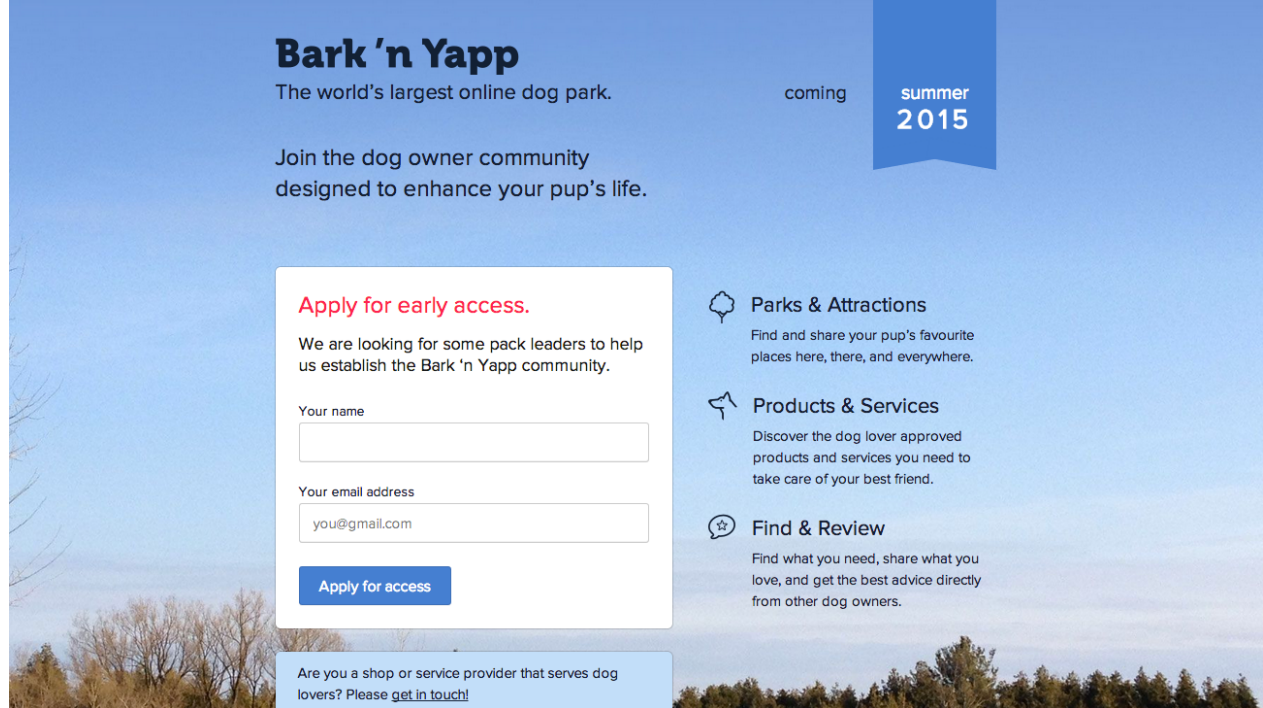 Bark ’n Yapp
The world’s largest online dog park.
coming
summer
2015
Join the dog owner community
designed to enhance your pup’s life.
Apply for early access.
We are looking for some pack leaders to help
us establish the Bark ‘n Yapp community.
Your name
Your email address
you@gmail.com
Apply for access
Are you a shop or service provider that serves dog
lovers? Please get in touch!
Parks & Attractions
Find and share your pup’s favourite
places here, there, and everywhere.
Products & Services
Discover the dog lover approved
products and services you need to
take care of your best friend.
Find & Review
Find what you need, share what you
love, and get the best advice directly
from other dog owners.